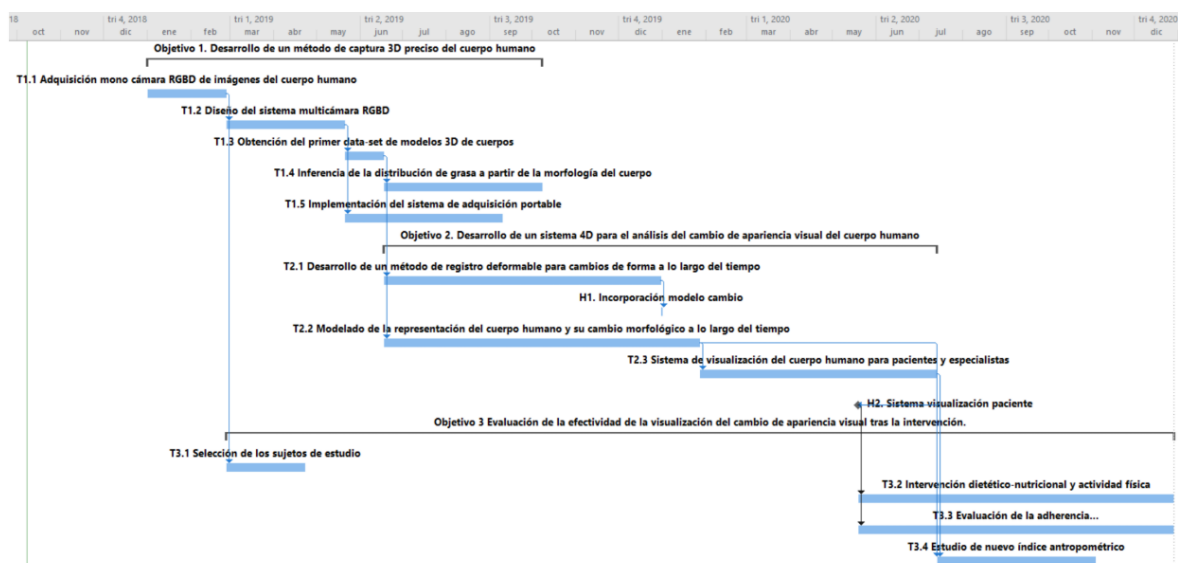 18 tri 4, 2018 tri 1, 2019 tri 2, 2019 tri 3, 2019 tri 4, 2019 tri 1, 2020 tri 2, 2020 tri 3, 2020 tri 4, 2020
oct nov dic ene feb mar abr may jun jul ago sep oct nov dic ene feb mar abr may jun jul ago sep oct nov dic
Objetivo 1. Desarrollo de un método de captura 3D preciso del cuerpo humano
T1.1 Adquisición mono cámara RGBD de imágenes del cuerpo humano
T1.2 Diseño del sistema multicámara RGBD
T1.3 Obtención del primer data-set de modelos 3D de cuerpos
T1.4 Inferencia de la distribución de grasa a partir de la morfología del cuerpo
T1.5 Implementación del sistema de adquisición portable
Objetivo 2. Desarrollo de un sistema 4D para el análisis del cambio de apariencia visual del cuerpo humano
T2.1 Desarrollo de un método de registro deformable para cambios de forma a lo largo del tiempo
H1. Incorporación modelo cambio
T2.2 Modelado de la representación del cuerpo humano y su cambio morfológico a lo largo del tiempo
T2.3 Sistema de visualización del cuerpo humano para pacientes y especialistas
H2. Sistema visualización paciente
Objetivo 3 Evaluación de la efectividad de la visualización del cambio de apariencia visual tras la intervención.
T3.1 Selección de los sujetos de estudio
T3.2 Intervención dietético-nutricional y actividad física
T3.3 Evaluación de la adherencia...
T3.4 Estudio de nuevo índice antropométrico